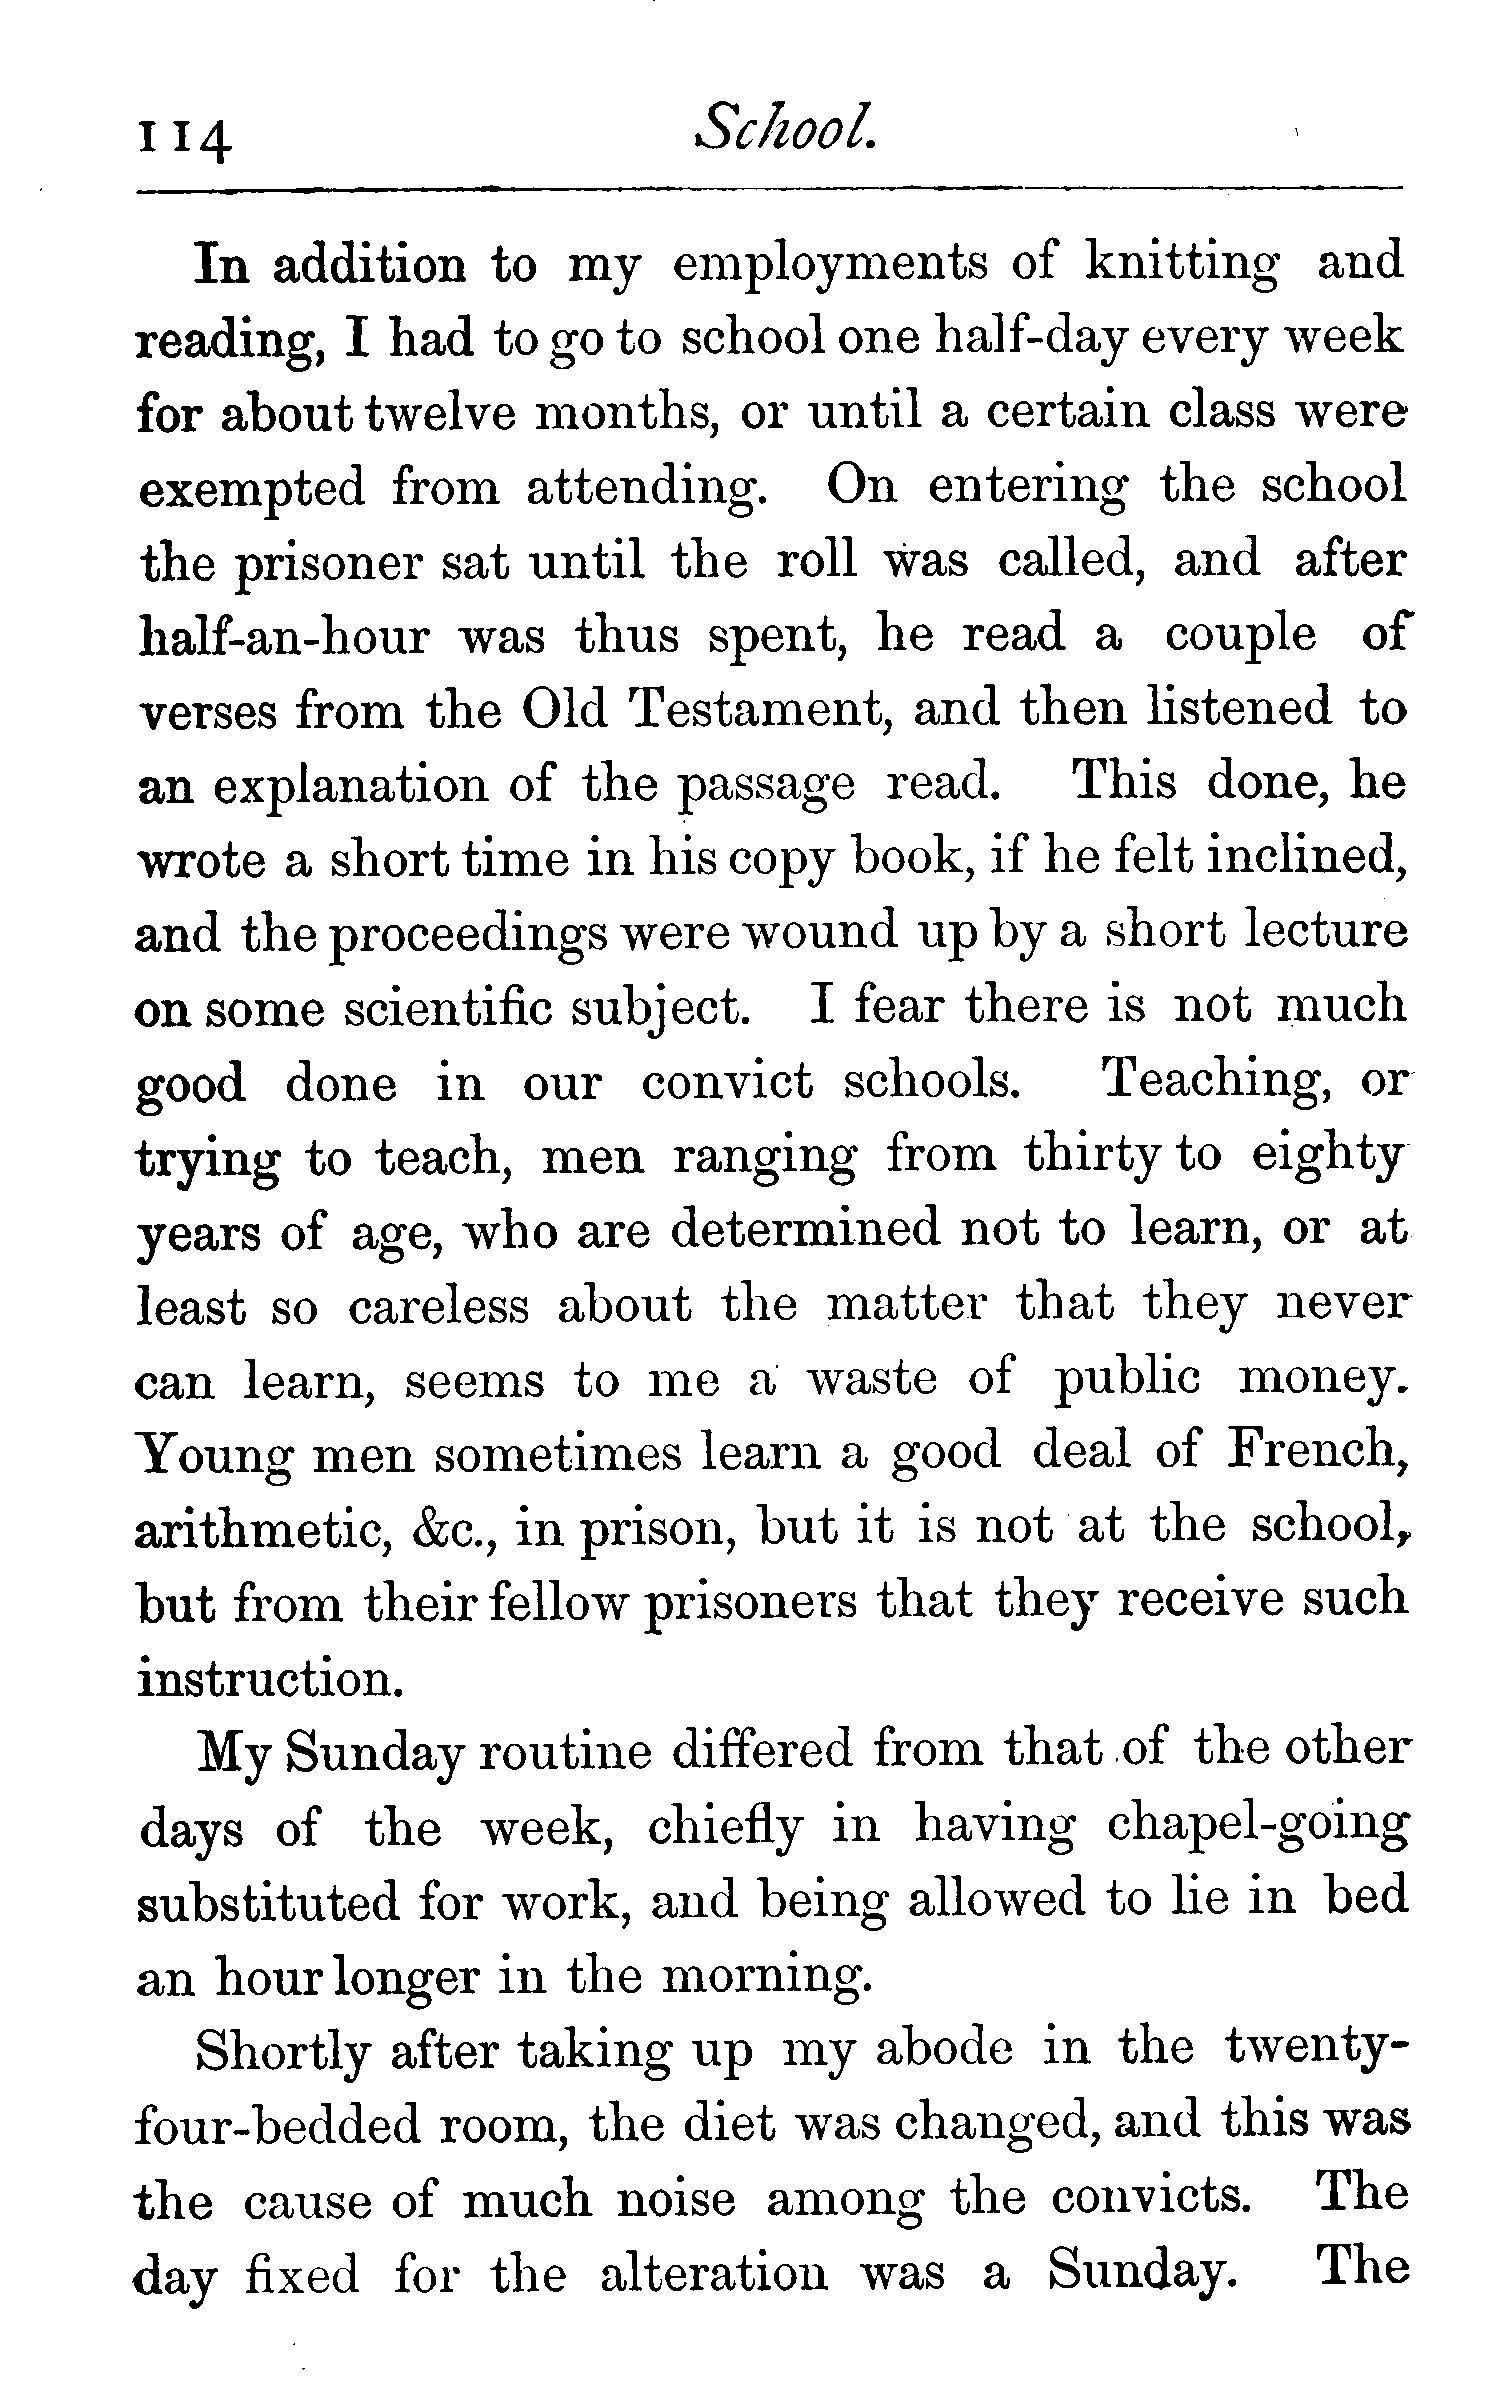 114 School.
In addition to my employments of knitting and
reading, I had to go to school one half-day every week
for about twelve months, or until a certain class were
exempted from attending. On entering the school
the prisoner sat until the roll was called, and after
half-an-hour was thus spent, he read a couple of
verses from the Old Testament, and then listened to
an explanation of the passage read. This done, he
wrote a short time in his copy book, if he felt inclined,
and the proceedings were wound up by a short lecture
on some scientific subject. I fear there is not much
good done in our convict schools. Teaching, or
trying to teach, men ranging from thirty to eighty
years of age, who are determined not to learn, or at
least so careless about the matter that they never
can learn, seems to me a waste of public money.
Young men sometimes learn a good deal of French,
arithmetic, &c., in prison, but it is not at the school,
but from their fellow prisoners that they receive such
instruction.
My Sunday routine differed from that of the other
days of the week, chiefly in having chapel-going
substituted for work, and being allowed to lie in bed
an hour longer in the morning.
Shortly after taking up my abode in the twenty-
four-bedded room, the diet was changed, and this was
the cause of much noise among the convicts. The
day fixed for the alteration was a Sunday. The